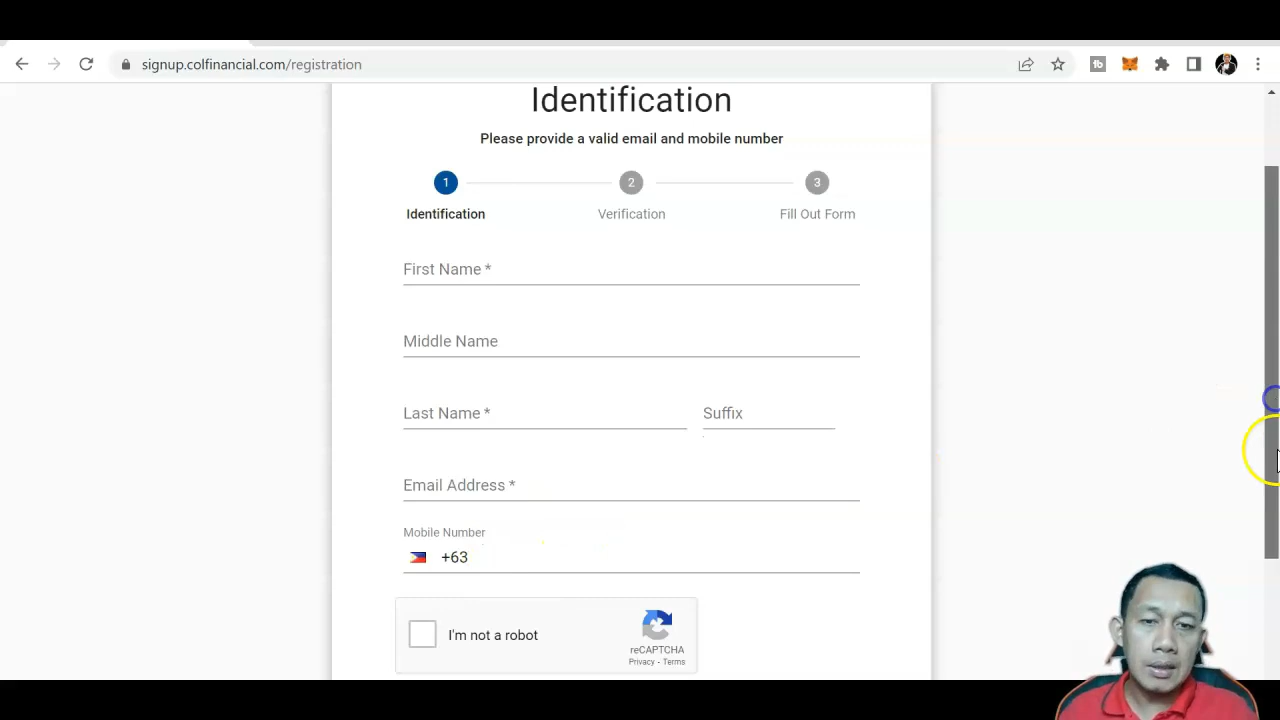 signup.colfinancial.com/registration
Identification
Please provide a valid email and mobile number
1
2
3
Identification
Verification
Fill Out Form
First Name *
Middle Name
Last Name *
Suffix
Email Address *
Mobile Number
+63
I'm not a robot
reCAPTCHA
Privacy - Terms